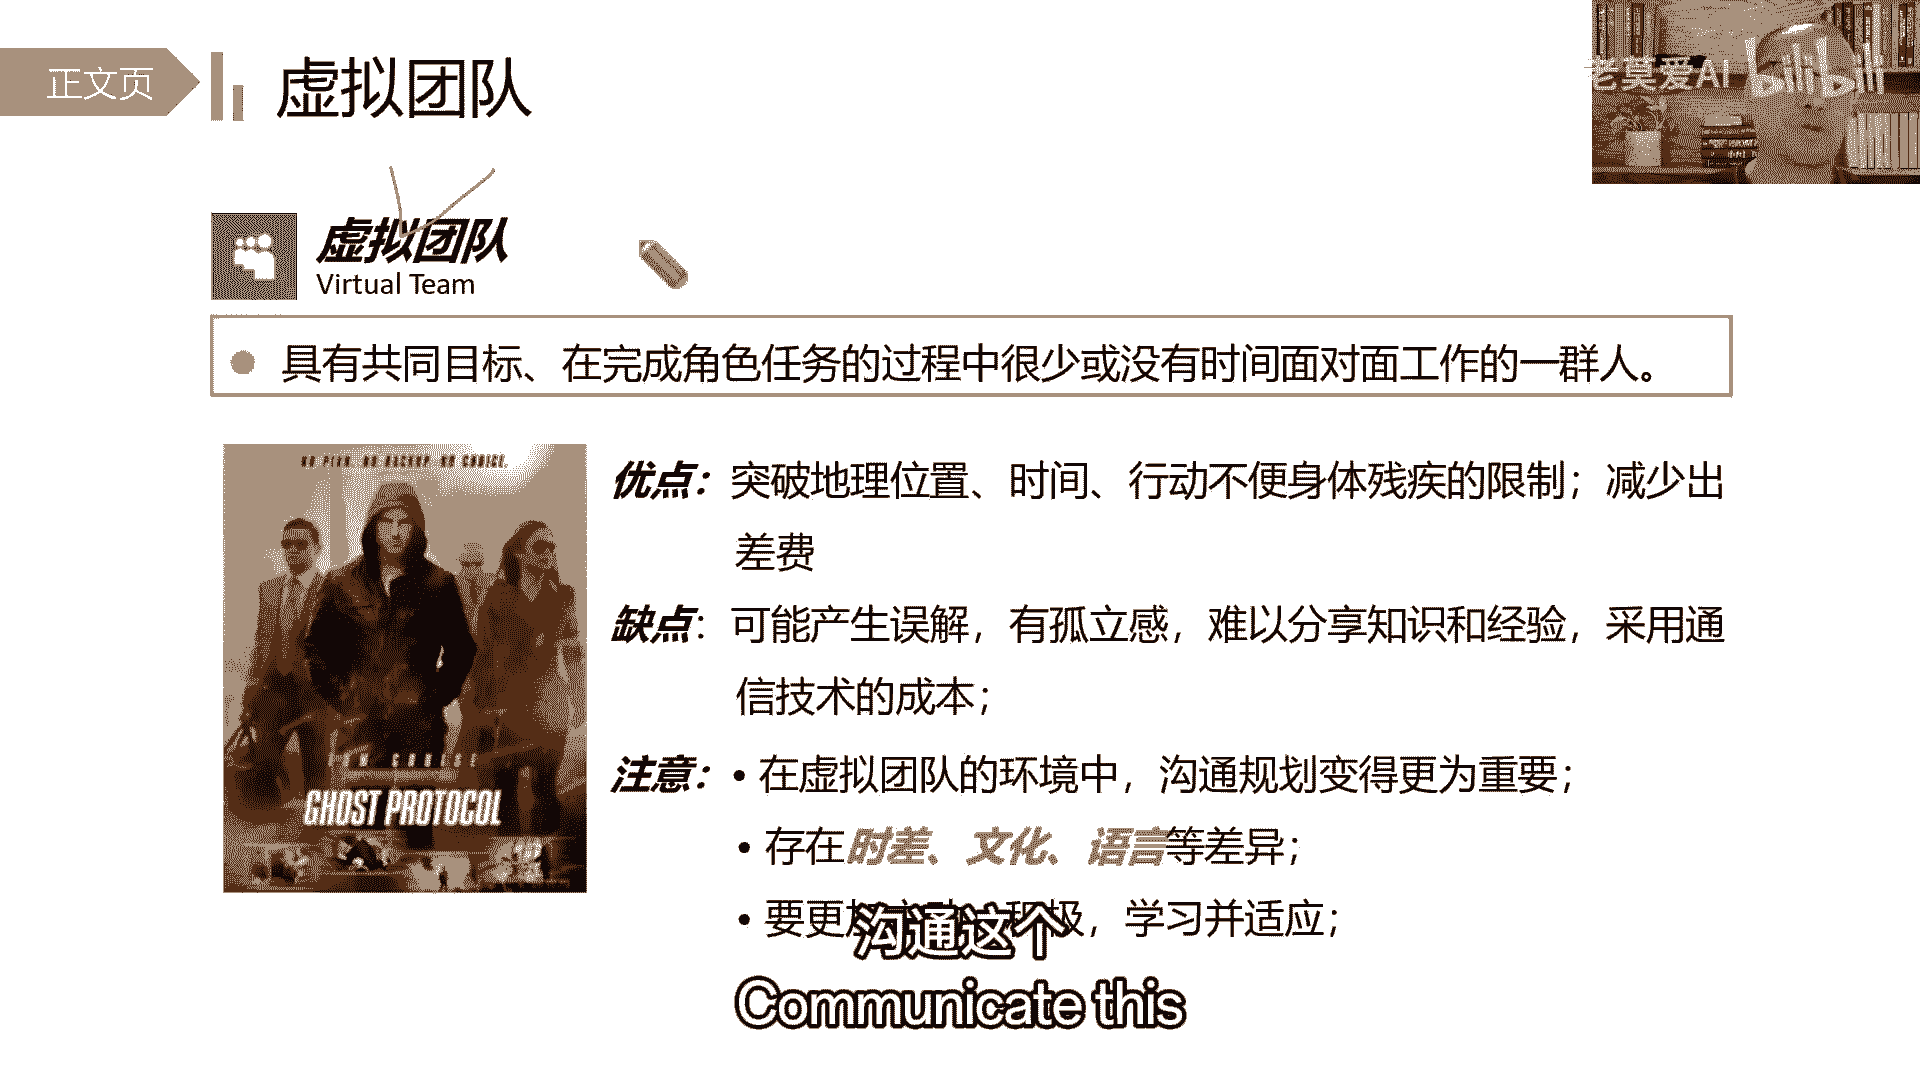 正文页
虚拟团队
老莫爱AI bilibili
虚拟团队
Virtual Team
具有共同目标、在完成角色任务的过程中很少或没有时间面对面工作的一群人。
NO PLAN. NO BACKUP. NO CHOICE.
优点：突破地理位置、时间、行动不便身体残疾的限制；减少出
差费
缺点：可能产生误解，有孤立感，难以分享知识和经验，采用通
信技术的成本；
TOM CRUISE
GHOST PROTOCOL
注意：• 在虚拟团队的环境中，沟通规划变得更为重要；
• 存在时差、文化、语言等差异；
• 要更加 积极，学习并适应；
沟通这个
Communicate this